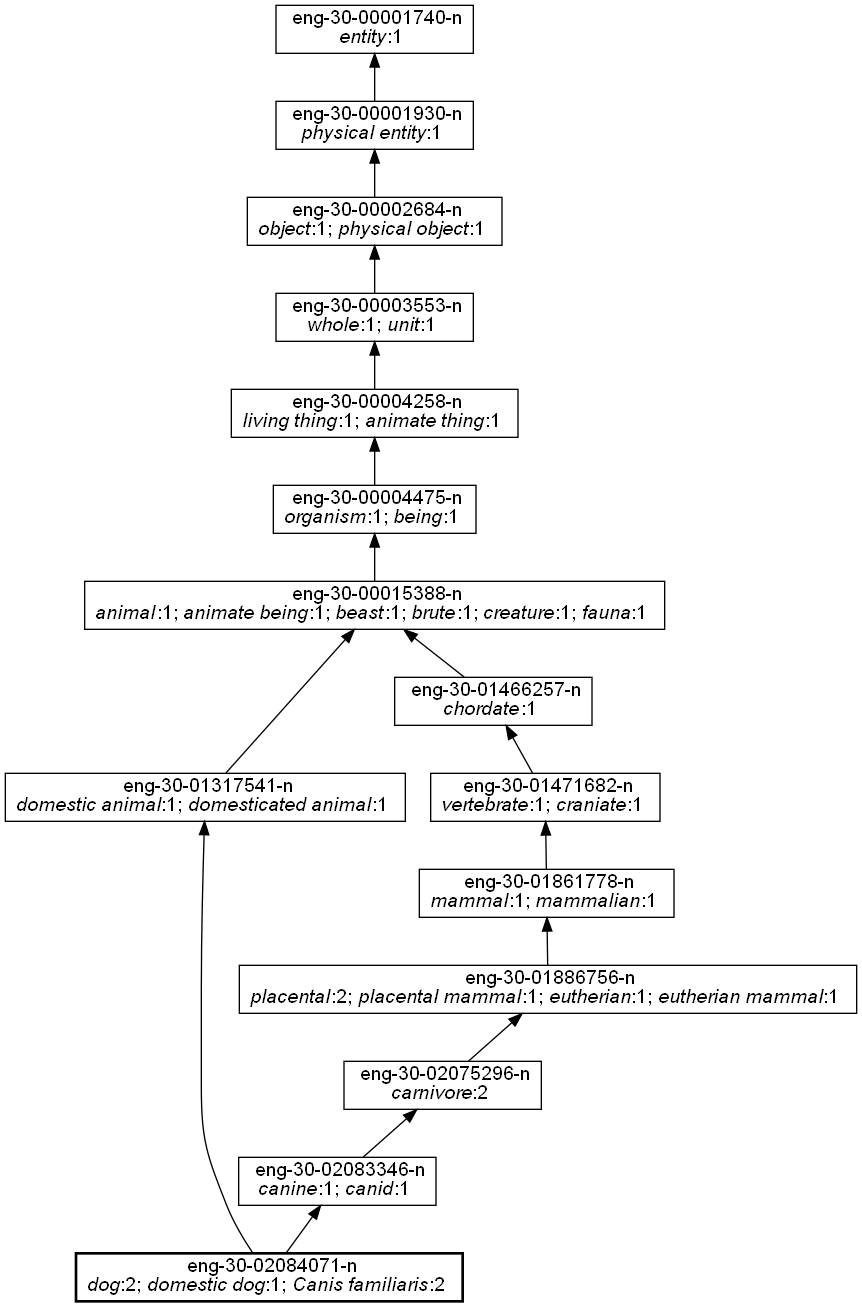 eng-30-00001740-n
entity:1
eng-30-00001930-n
physical entity:1
eng-30-00002684-n
object:1; physical object:1
eng-30-00003553-n
whole:1; unit:1
eng-30-00004258-n
living thing:1; animate thing:1
eng-30-00004475-n
organism:1; being:1
eng-30-00015388-n
animal:1; animate being:1; beast:1; brute:1; creature:1; fauna:1
eng-30-01466257-n
chordate:1
eng-30-01317541-n
domestic animal:1; domesticated animal:1
eng-30-01471682-n
vertebrate:1; craniate:1
eng-30-01861778-n
mammal:1; mammalian:1
eng-30-01886756-n
placental:2; placental mammal:1; eutherian:1; eutherian mammal:1
eng-30-02075296-n
carnivore:2
eng-30-02083346-n
canine:1; canid:1
eng-30-02084071-n
dog:2; domestic dog:1; Canis familiaris:2